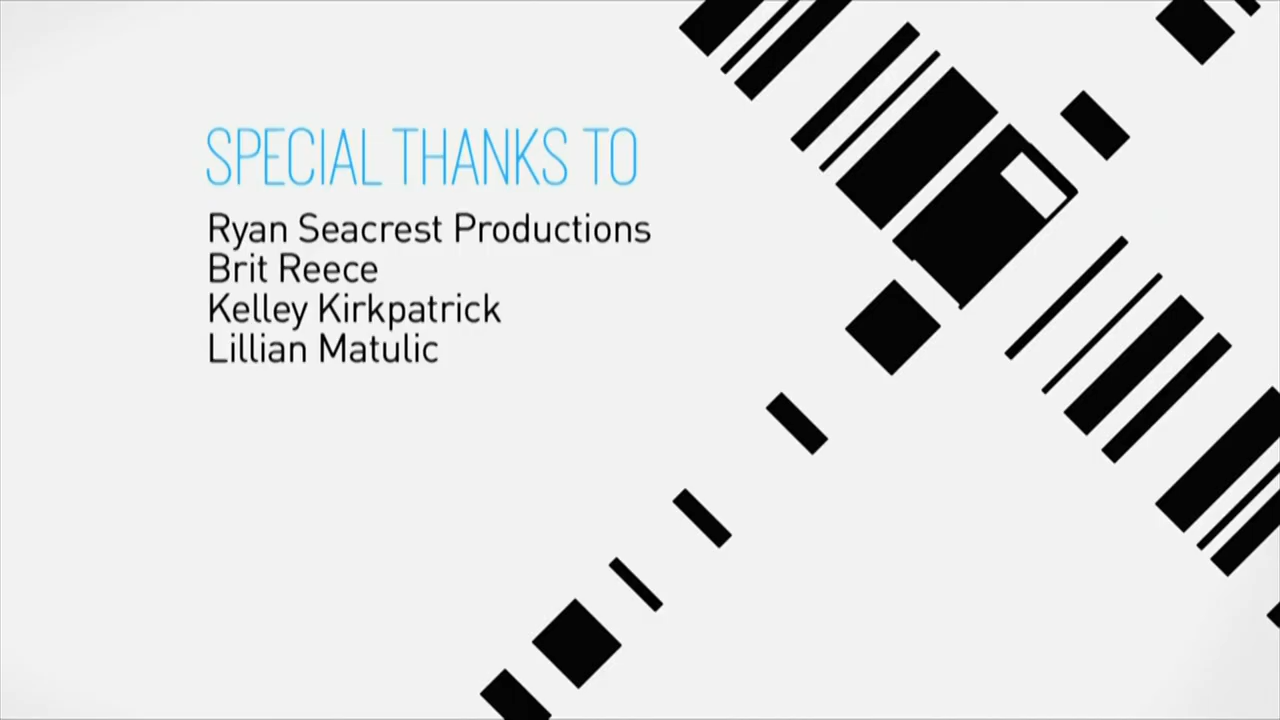 SPECIAL THANKS TO
Ryan Seacrest Productions
Brit Reece
Kelley Kirkpatrick
Lillian Matulic